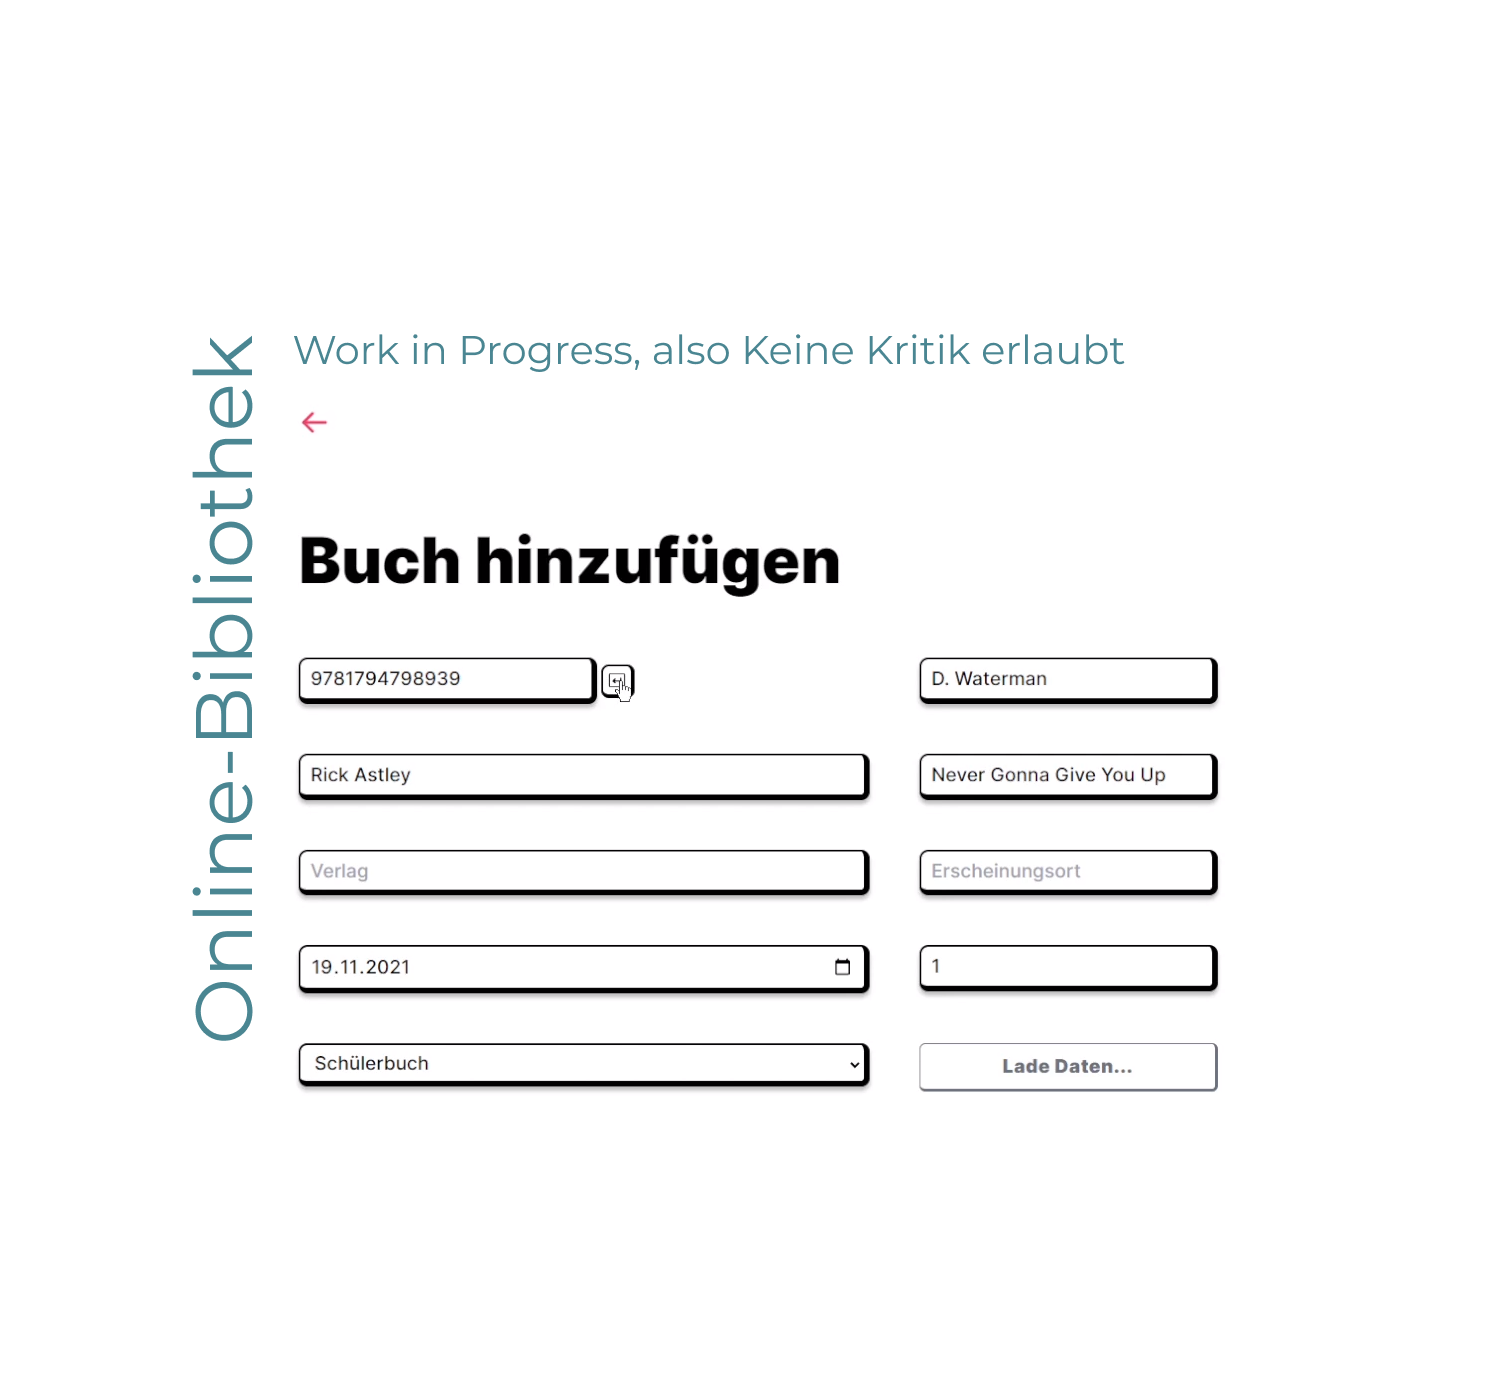 Online-Bibliothek
Work in Progress, also Keine Kritik erlaubt
Buch hinzufügen
9781794798939
D. Waterman
Rick Astley
Never Gonna Give You Up
Verlag
Erscheinungsort
19.11.2021
1
Schülerbuch
Lade Daten...